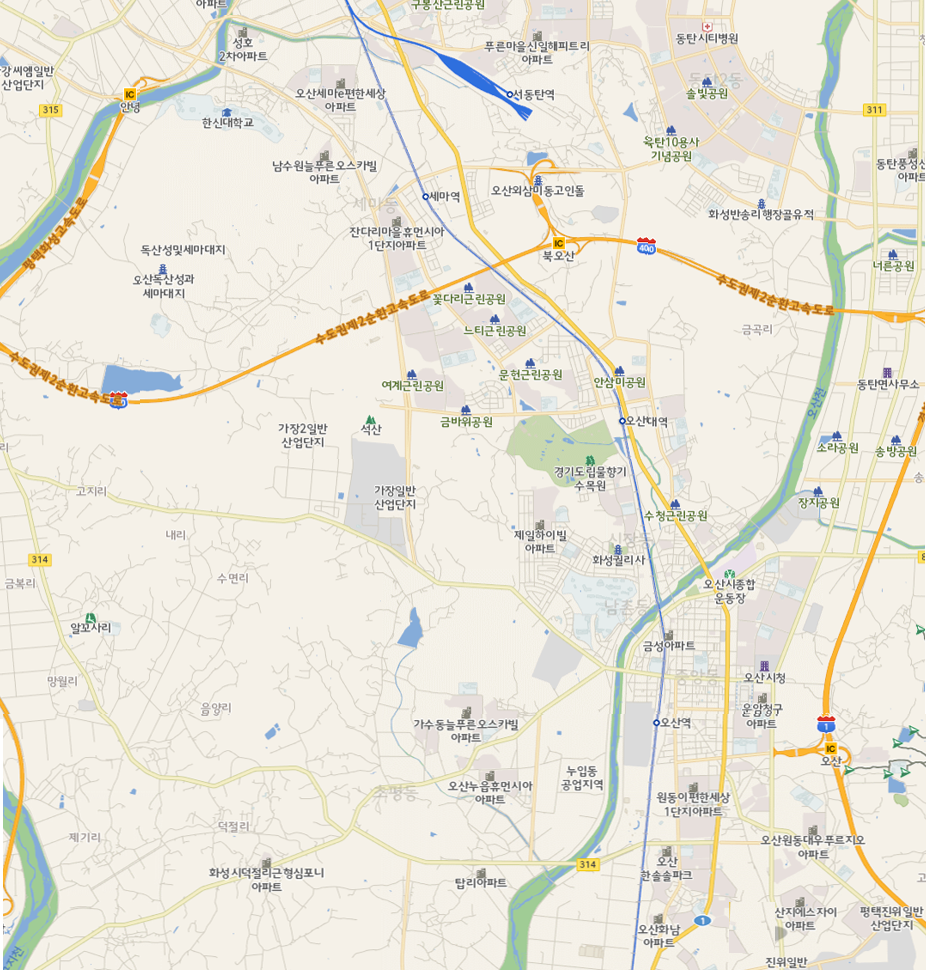 아파트
구봉산근린공원
성호
2차아파트
푸른마을신일해피트리
아파트
동탄시티병원
강씨엠일반
산업단지
IC
안녕
오산세마e편한세상
아파트
서동탄역
동탄2동
솔빛공원
315
311
한신대학교
육탄10용사
기념공원
남수원늘푸른오스카빌
아파트
동탄풍성신
아파트
오산외삼미동고인돌
세마역
세마동
화성반송리행장골유적
잔다리마을휴먼시아
1단지아파트
평택화성고속도로
독산성및세마대지
IC
북오산
400
너른공원
오산독산성과
세마대지
수도권제2순환고속도로
꽃다리근린공원
수도권제2순환고속도로
느티근린공원
금곡리
수도권제2순환고속도로
여계근린공원
문헌근린공원
안삼미공원
동탄면사무소
오산천
금바위공원
오산대역
가장2일반
산업단지
석산
소라공원
송방공원
경기도립물향기
수목원
고지리
가장일반
산업단지
장지공원
수청근린공원
내리
제일하이빌
아파트
화성궐리사
314
금복리
수면리
오산시종합
운동장
남촌동
알꼬사리
금성아파트
오산시청
중앙동
망월리
음양리
운암청구
아파트
가수동늘푸른오스카빌
아파트
오산역
1
IC
오산
오산누읍휴먼시아
아파트
누읍동
공업지역
초평동
원동이편한세상
1단지아파트
덕절리
제기리
오산원동대우푸르지오
아파트
314
화성시덕절리근형심포니
아파트
탑리아파트
오산
한솔솔파크
산지에스자이
아파트
평택진위일반
산업단지
1
오산화남
아파트
진위일반